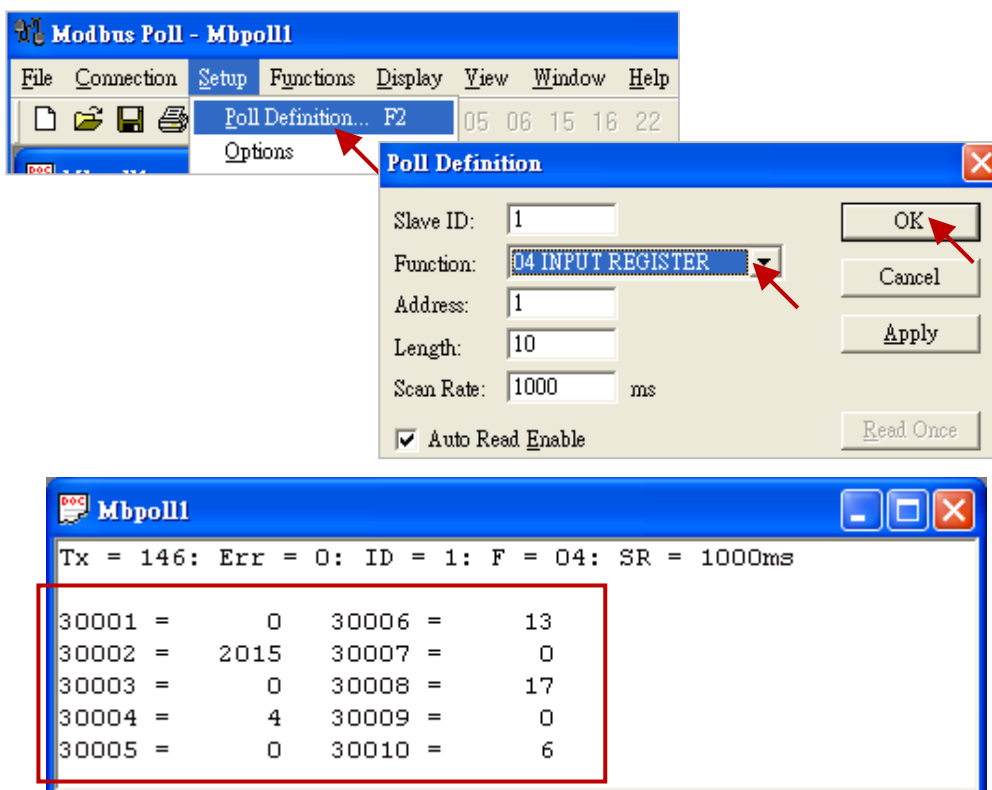 Modbus Poll - Mbpoll1
File Connection Setup Functions Display View Window Help
Poll Definition... F2
05 06 15 16 22
Options
Poll Definition
Slave ID: 1
OK
Function: 04 INPUT REGISTER
Cancel
Address: 1
Apply
Length: 10
Scan Rate: 1000 ms
Auto Read Enable
Read Once
DOC Mbpoll1
Tx = 146: Err = 0: ID = 1: F = 04: SR = 1000ms
30001 = 0 30006 = 13
30002 = 2015 30007 = 0
30003 = 0 30008 = 17
30004 = 4 30009 = 0
30005 = 0 30010 = 6